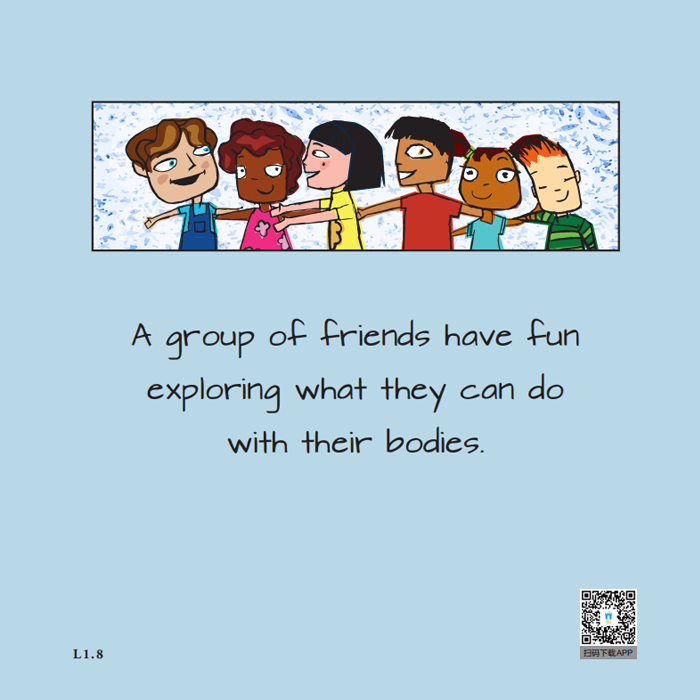 A group of friends have fun
exploring what they can do
with their bodies.
L1.8
扫码下载APP